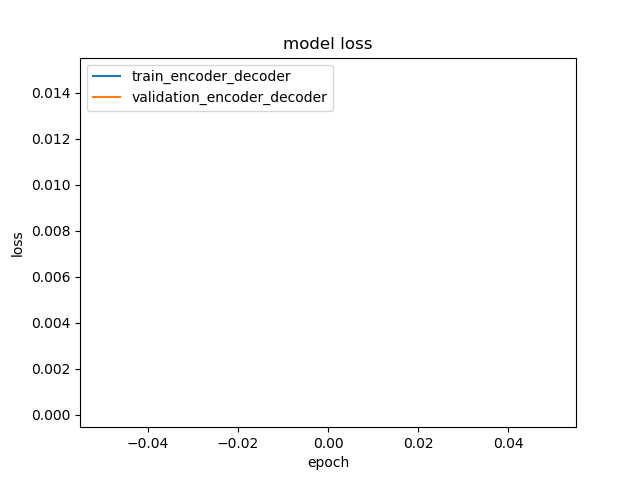 model loss
train_encoder_decoder
validation_encoder_decoder
0.014
0.012
0.010
0.008
0.006
0.004
0.002
0.000
loss
−0.04 −0.02 0.00 0.02 0.04
epoch